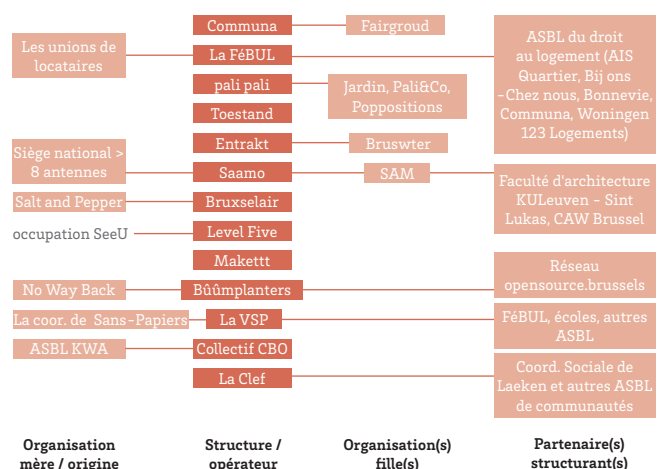 Communa
Fairgroud
Les unions de
locataires
La FéBUL
ASBL du droit
au logement (AIS
Quartier, Bij ons
-Chez nous, Bonnevie,
Communa, Woningen
123 Logements)
pali pali
Jardin, Pali&Co,
Poppositions
Toestand
Entrakt
Bruswter
Siège national >
8 antennes
Saamo
SAM
Faculté d'architecture
KULeuven - Sint
Lukas, CAW Brussel
Salt and Pepper
Bruxselair
occupation SeeU
Level Five
Makettt
No Way Back
Bûûmplanters
Réseau
opensource.brussels
La coor. de Sans-Papiers
La VSP
FéBUL, écoles, autres
ASBL
ASBL KWA
Collectif CBO
La Clef
Coord. Sociale de
Laeken et autres ASBL
de communautés
Organisation
mère / origine
Structure /
opérateur
Organisation(s)
fille(s)
Partenaire(s)
structurant(s)